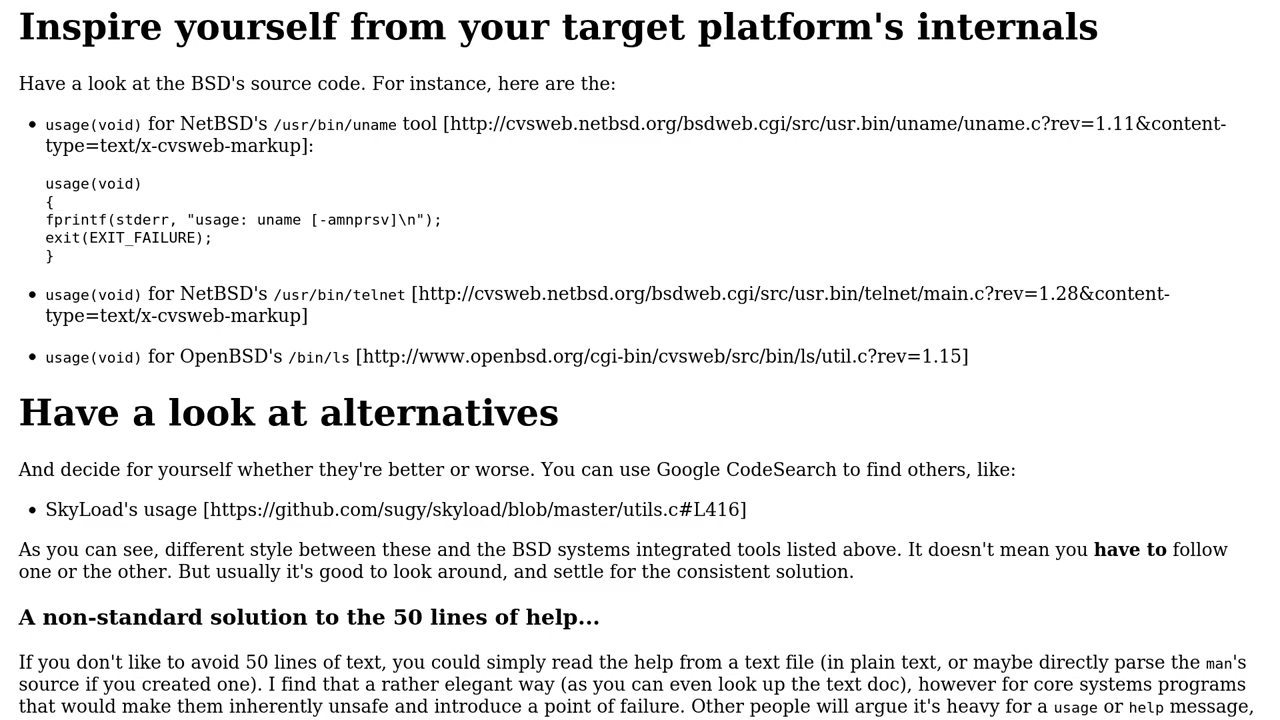 Inspire yourself from your target platform's internals
Have a look at the BSD's source code. For instance, here are the:
• usage(void) for NetBSD's /usr/bin/uname tool [http://cvsweb.netbsd.org/bsdweb.cgi/src/usr.bin/uname/uname.c?rev=1.11&content-
type=text/x-cvsweb-markup]:
usage(void)
{
fprintf(stderr, "usage: uname [-amnprsv]\n");
exit(EXIT_FAILURE);
}
• usage(void) for NetBSD's /usr/bin/telnet [http://cvsweb.netbsd.org/bsdweb.cgi/src/usr.bin/telnet/main.c?rev=1.28&content-
type=text/x-cvsweb-markup]
• usage(void) for OpenBSD's /bin/ls [http://www.openbsd.org/cgi-bin/cvsweb/src/bin/ls/util.c?rev=1.15]
Have a look at alternatives
And decide for yourself whether they're better or worse. You can use Google CodeSearch to find others, like:
• SkyLoad's usage [https://github.com/sugy/skyload/blob/master/utils.c#L416]
As you can see, different style between these and the BSD systems integrated tools listed above. It doesn't mean you have to follow
one or the other. But usually it's good to look around, and settle for the consistent solution.
A non-standard solution to the 50 lines of help...
If you don't like to avoid 50 lines of text, you could simply read the help from a text file (in plain text, or maybe directly parse the man's
source if you created one). I find that a rather elegant way (as you can even look up the text doc), however for core systems programs
that would make them inherently unsafe and introduce a point of failure. Other people will argue it's heavy for a usage or help message,